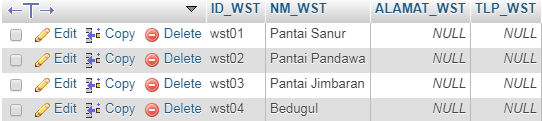 ID_WST NM_WST ALAMAT_WST TLP_WST
Edit Copy Delete wst01 Pantai Sanur NULL NULL
Edit Copy Delete wst02 Pantai Pandawa NULL NULL
Edit Copy Delete wst03 Pantai Jimbaran NULL NULL
Edit Copy Delete wst04 Bedugul NULL NULL